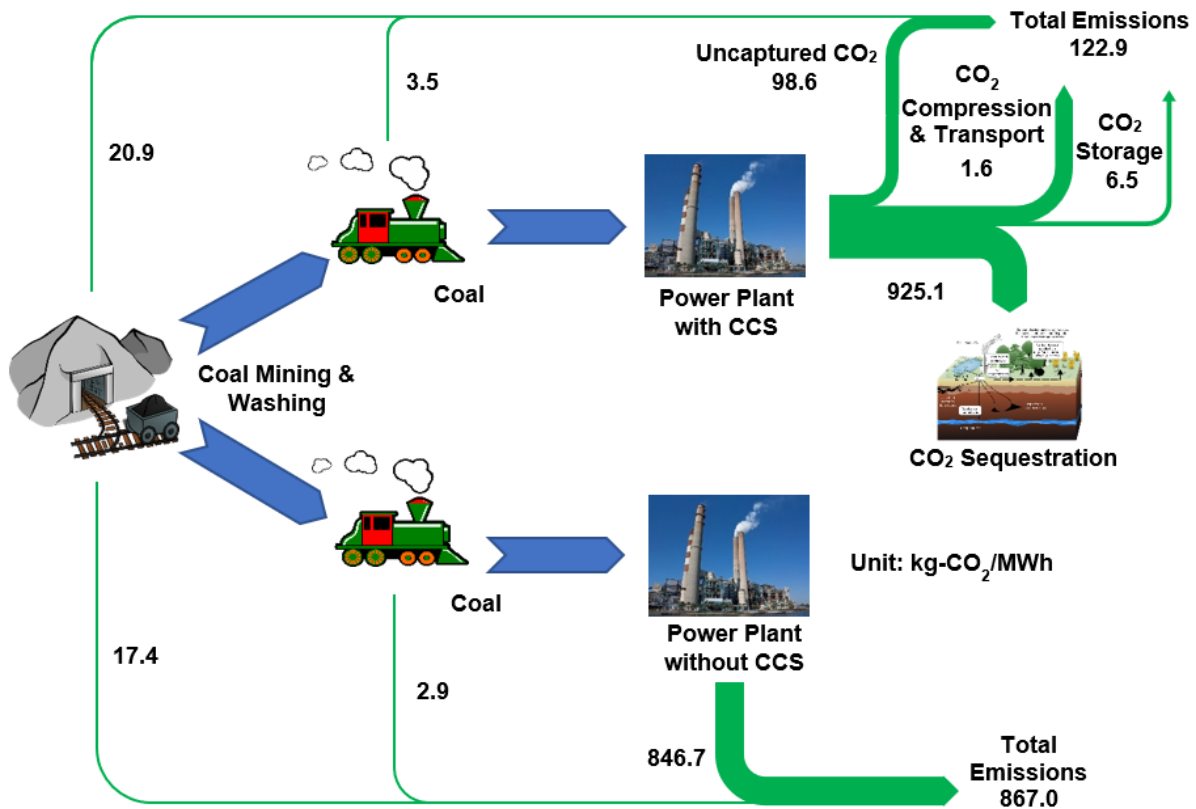 Total Emissions
122.9
Uncaptured CO₂
98.6
CO₂
Compression
& Transport
1.6
CO₂
Storage
6.5
3.5
20.9
Coal
Power Plant
with CCS
925.1
Coal Mining &
Washing
CO₂ Sequestration
Unit: kg-CO₂/MWh
Coal
Power Plant
without CCS
17.4
2.9
846.7
Total
Emissions
867.0